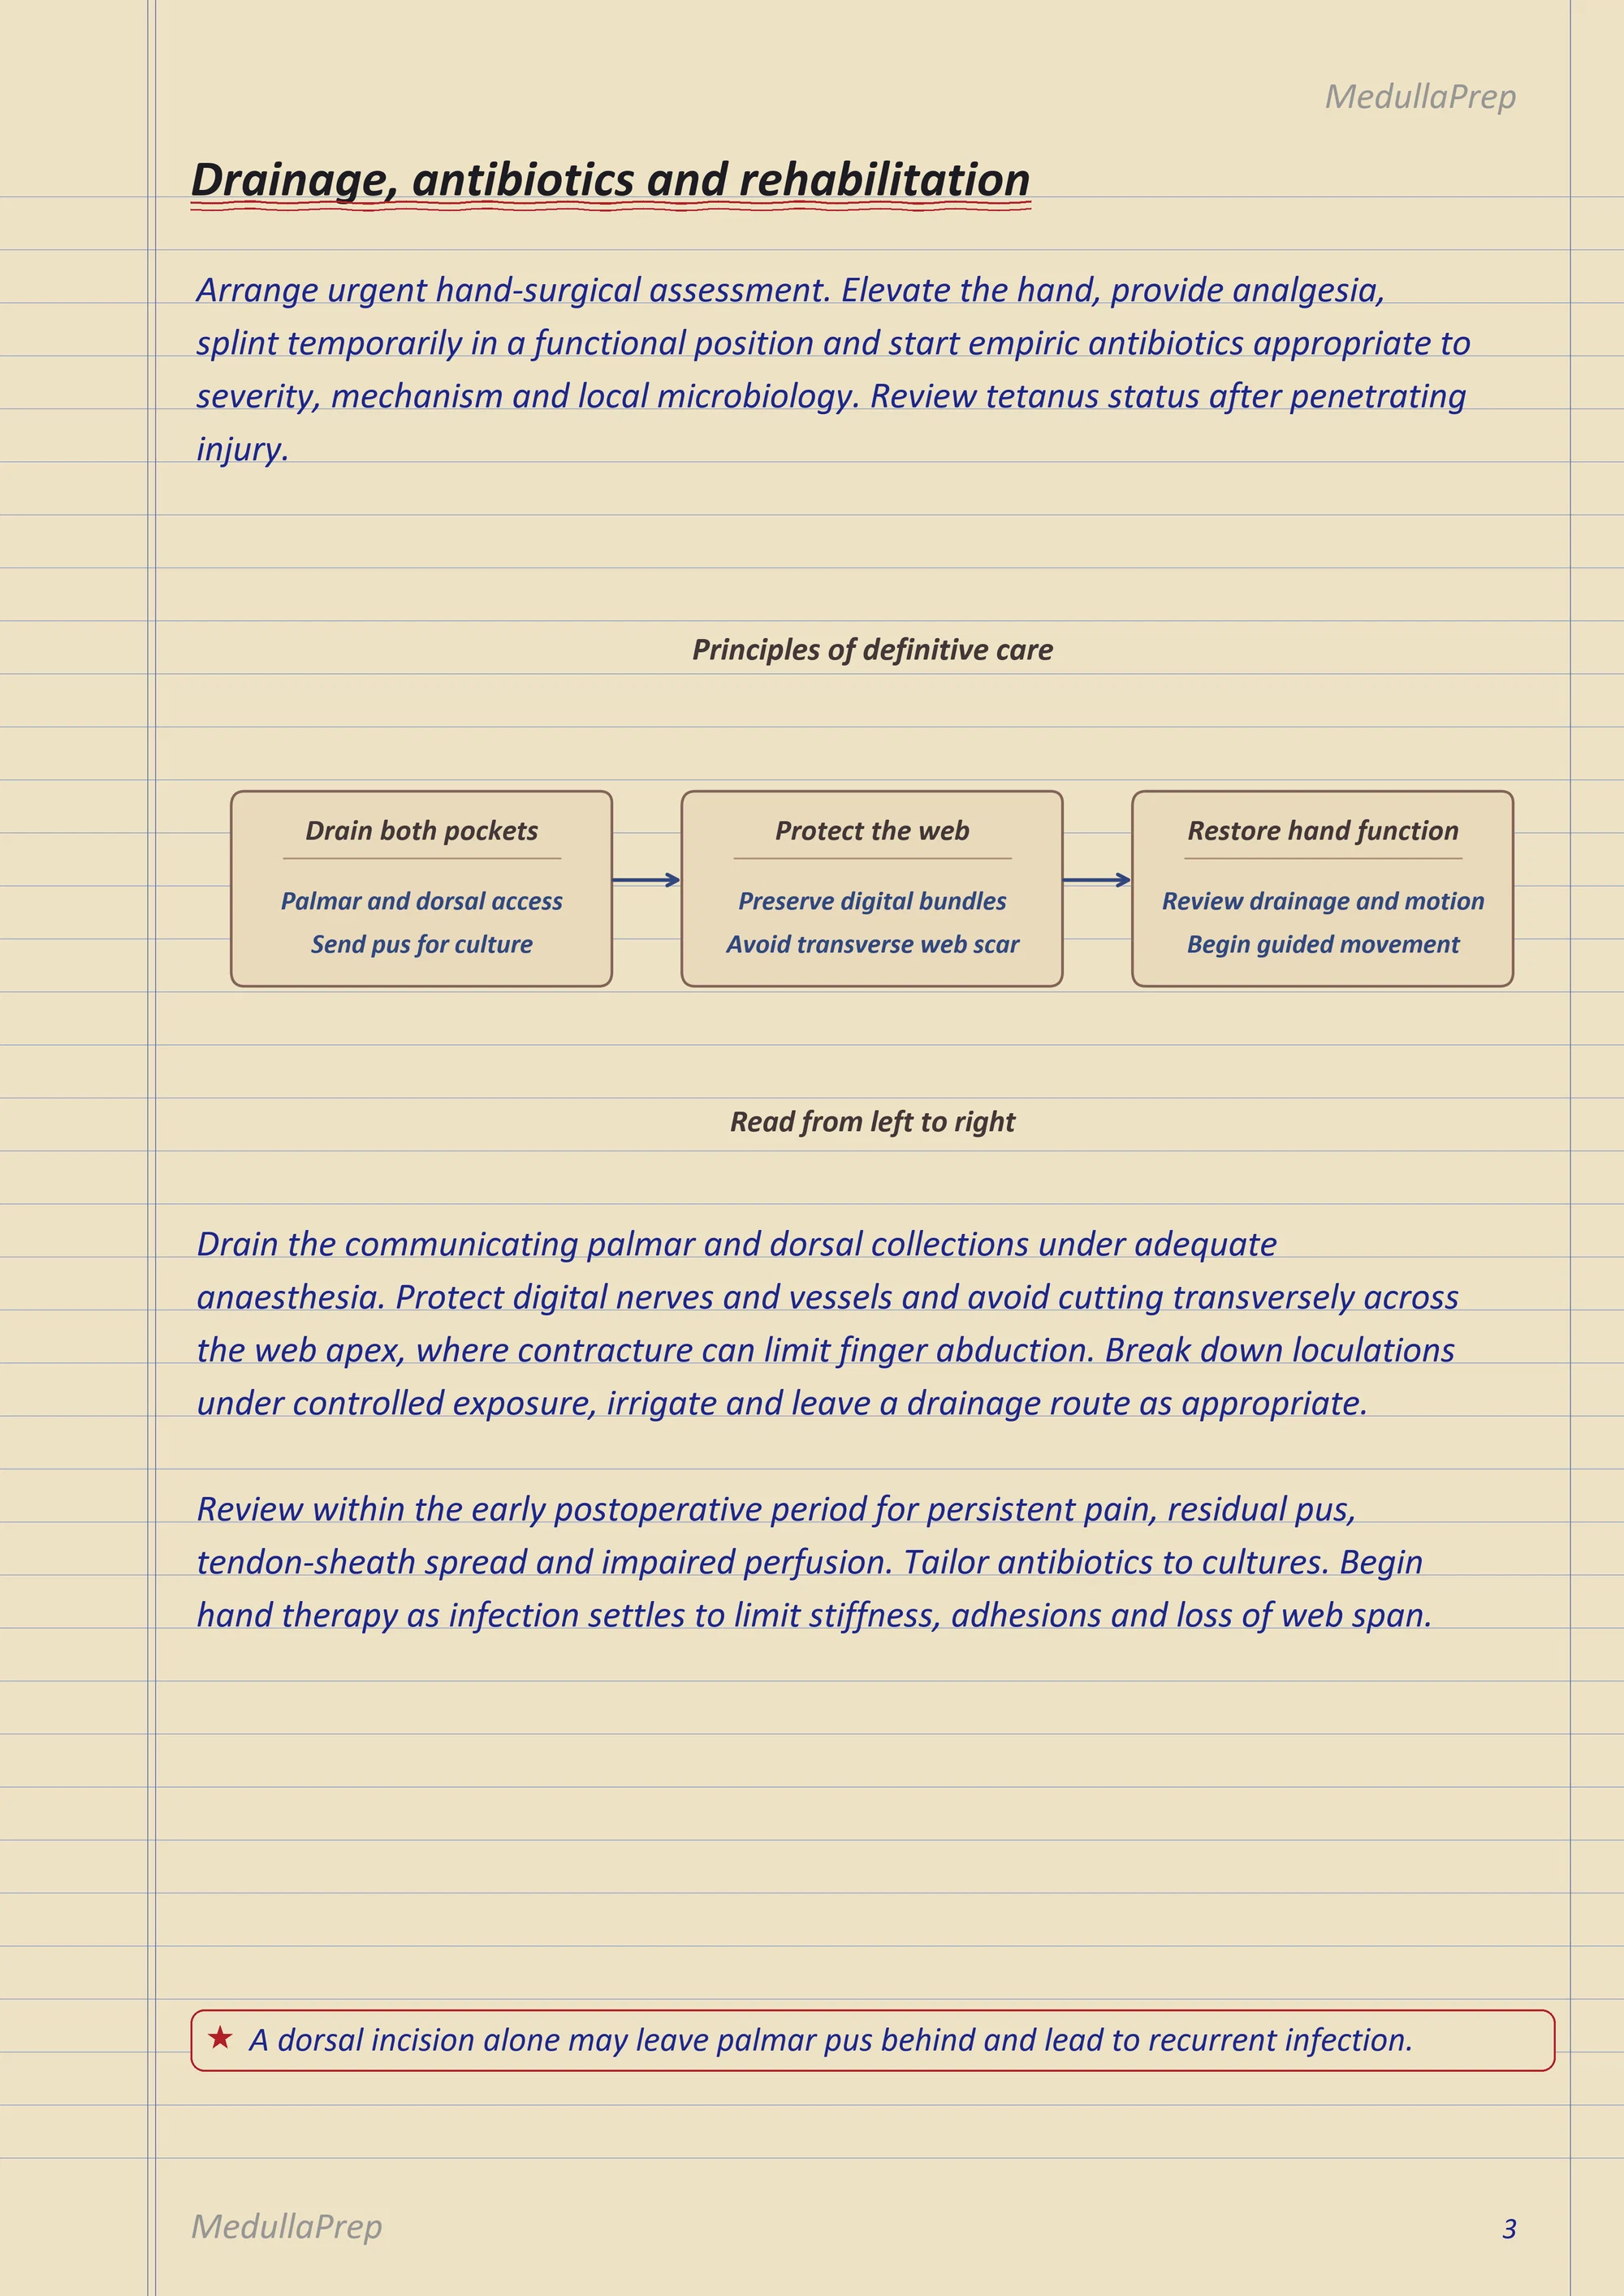 MedullaPrep
Drainage, antibiotics and rehabilitation
Arrange urgent hand-surgical assessment. Elevate the hand, provide analgesia,
splint temporarily in a functional position and start empiric antibiotics appropriate to
severity, mechanism and local microbiology. Review tetanus status after penetrating
injury.
Principles of definitive care
Drain both pockets
Palmar and dorsal access
Send pus for culture
Protect the web
Preserve digital bundles
Avoid transverse web scar
Restore hand function
Review drainage and motion
Begin guided movement
Read from left to right
Drain the communicating palmar and dorsal collections under adequate
anaesthesia. Protect digital nerves and vessels and avoid cutting transversely across
the web apex, where contracture can limit finger abduction. Break down loculations
under controlled exposure, irrigate and leave a drainage route as appropriate.
Review within the early postoperative period for persistent pain, residual pus,
tendon-sheath spread and impaired perfusion. Tailor antibiotics to cultures. Begin
hand therapy as infection settles to limit stiffness, adhesions and loss of web span.
★ A dorsal incision alone may leave palmar pus behind and lead to recurrent infection.
MedullaPrep
3